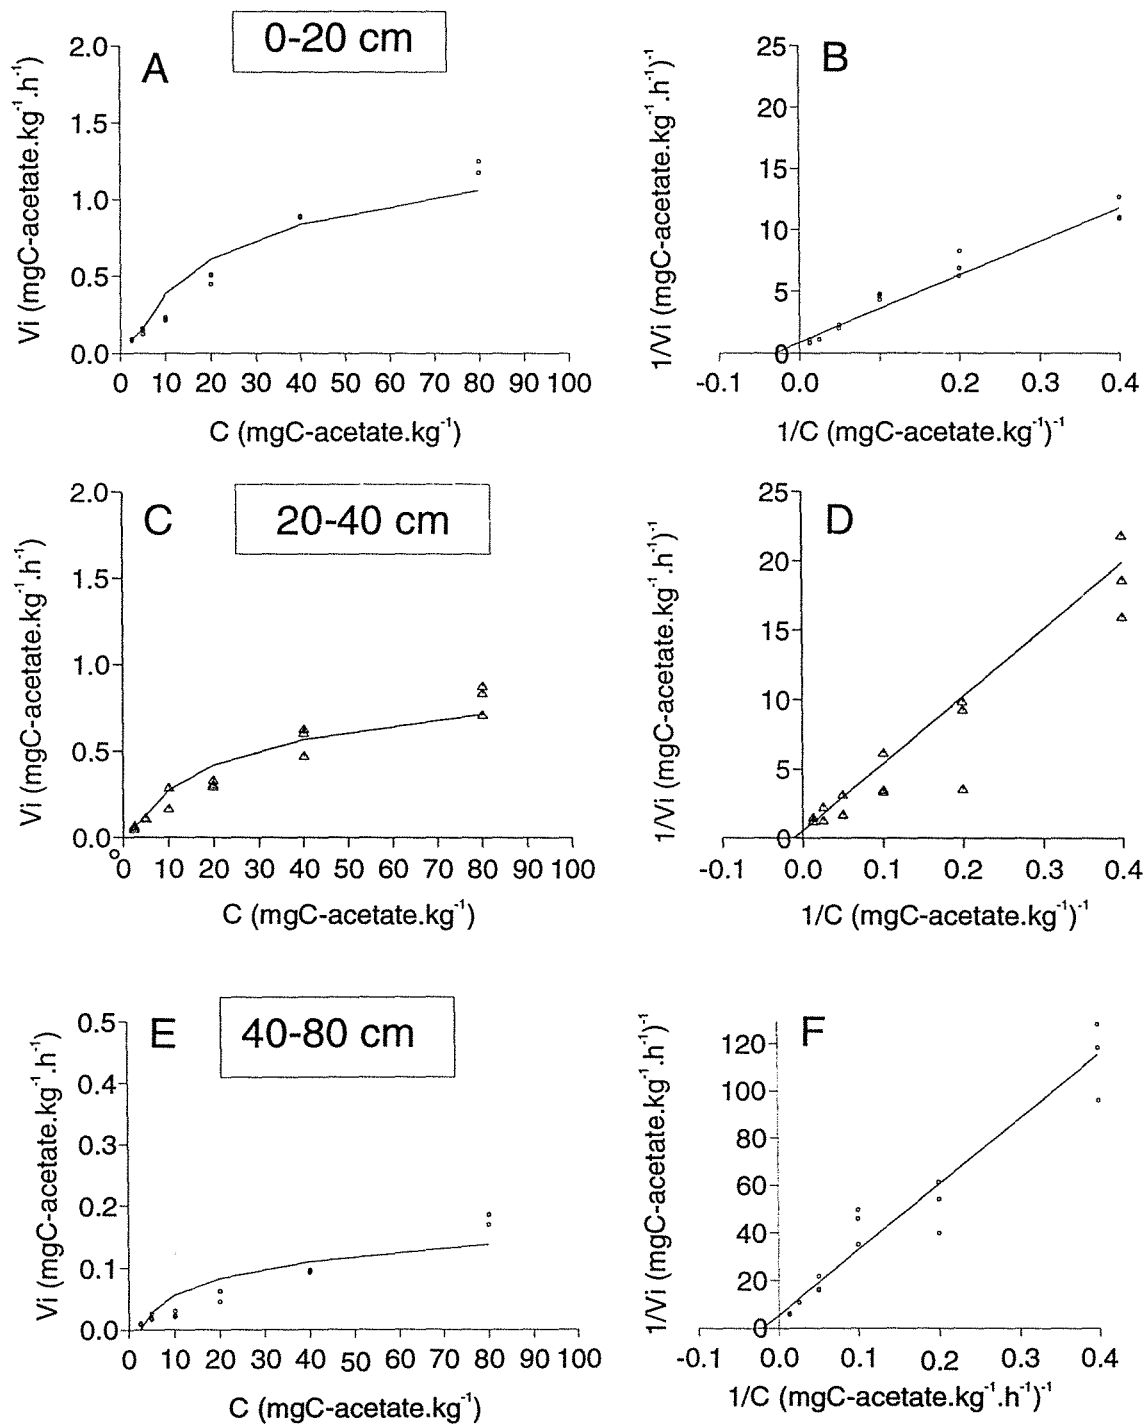 0-20 cm
A
2.0
1.5
1.0
0.5
0.0
0 10 20 30 40 50 60 70 80 90 100
Vi (mgC-acetate.kg⁻¹.h⁻¹)
C (mgC-acetate.kg⁻¹)
B
25
20
15
10
5
0
-0.1 0.0 0.2 0.3 0.4
1/Vi (mgC-acetate.kg⁻¹.h⁻¹)⁻¹
1/C (mgC-acetate.kg⁻¹)⁻¹
20-40 cm
C
2.0
1.5
1.0
0.5
0.0
0 10 20 30 40 50 60 70 80 90 100
Vi (mgC-acetate.kg⁻¹.h⁻¹)
C (mgC-acetate.kg⁻¹)
D
25
20
15
10
5
0
-0.1 0.0 0.1 0.2 0.3 0.4
1/Vi (mgC-acetate.kg⁻¹.h⁻¹)⁻¹
1/C (mgC-acetate.kg⁻¹)⁻¹
40-80 cm
E
0.5
0.4
0.3
0.2
0.1
0.0
0 10 20 30 40 50 60 70 80 90 100
Vi (mgC-acetate.kg⁻¹.h⁻¹)
C (mgC-acetate.kg⁻¹)
F
120
100
80
60
40
20
0
-0.1 0.0 0.1 0.2 0.3 0.4
1/Vi (mgC-acetate.kg⁻¹.h⁻¹)⁻¹
1/C (mgC-acetate.kg⁻¹.h⁻¹)⁻¹